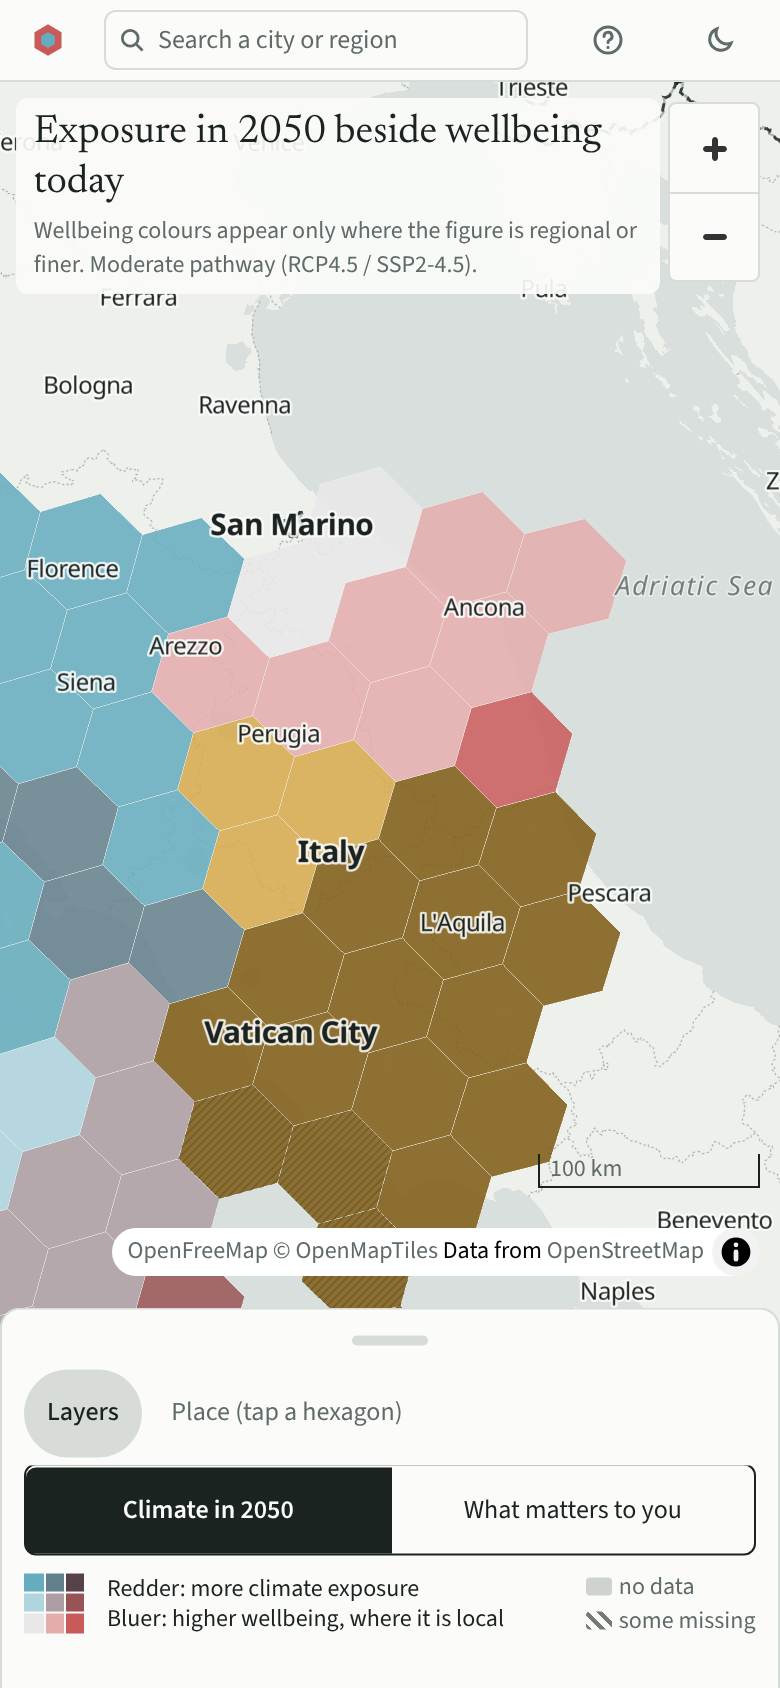 Search a city or region
Trieste
Exposure in 2050 beside wellbeing
today
Wellbeing colours appear only where the figure is regional or
finer. Moderate pathway (RCP4.5 / SSP2-4.5).
Venice
Pula
Ferrara
Bologna
Ravenna
Z
San Marino
Florence
Adriatic Sea
Ancona
Arezzo
Siena
Perugia
Italy
Pescara
L'Aquila
Vatican City
100 km
Benevento
OpenFreeMap © OpenMapTiles Data from OpenStreetMap
Naples
Layers
Place (tap a hexagon)
Climate in 2050
What matters to you
Redder: more climate exposure
Bluer: higher wellbeing, where it is local
no data
some missing